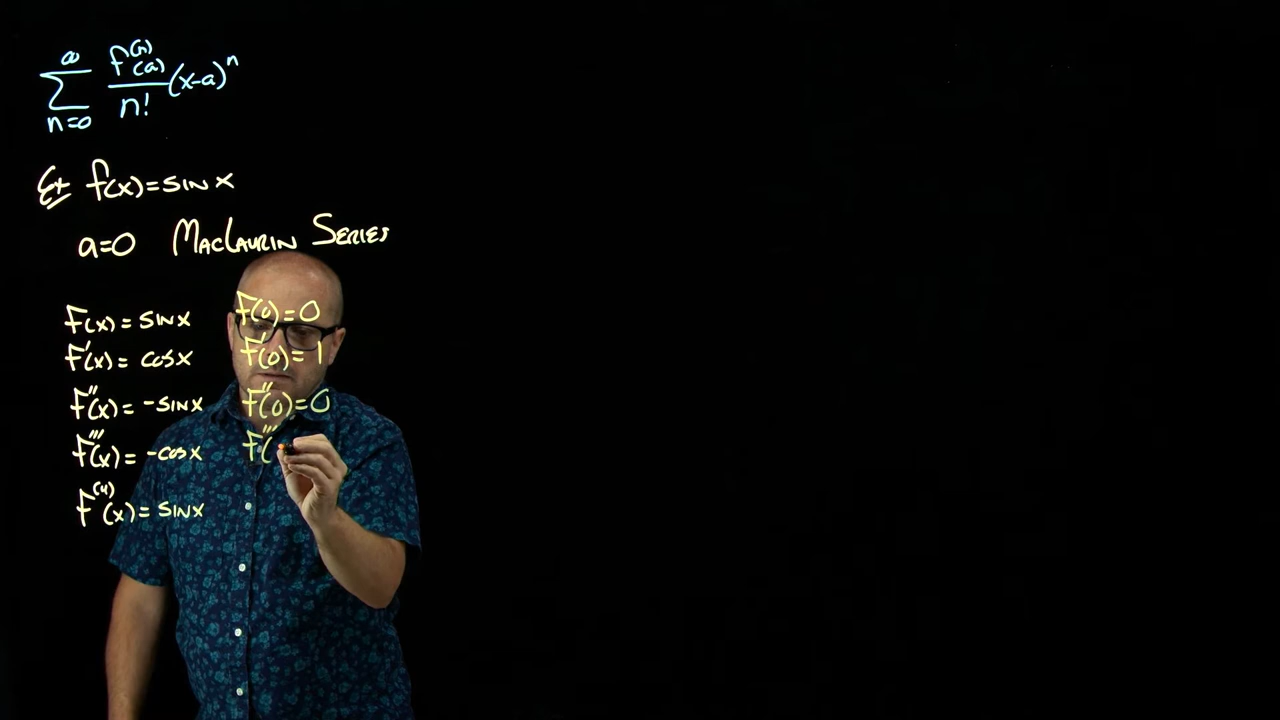 ∞
∑ f⁽ⁿ⁾(a) (x-a)ⁿ
n=0 n!
Ex f(x)=sin x
a=0 MacLaurin Series
f(x) = sin x f(0)=0
f'(x) = cos x f'(0)=1
f''(x) = -sin x f''(0)=0
f'''(x) = -cos x f'''(
f⁽⁴⁾(x) = sin x